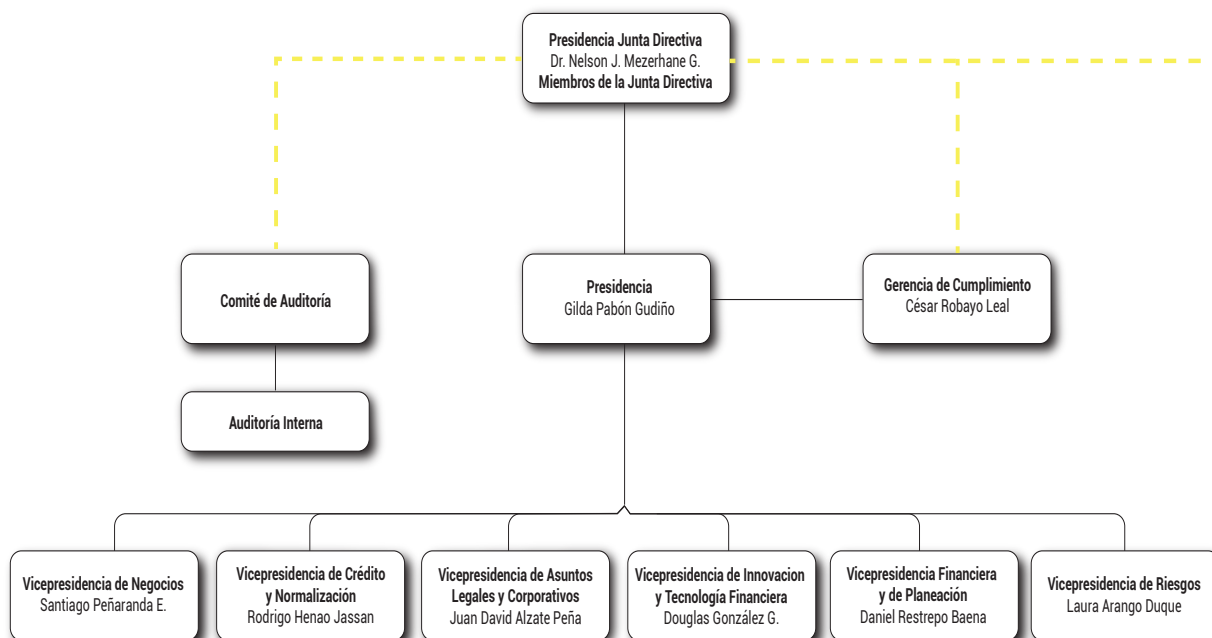 Presidencia Junta Directiva
Dr. Nelson J. Mezerhane G.
Miembros de la Junta Directiva
Comité de Auditoría
Presidencia
Gilda Pabón Gudiño
Gerencia de Cumplimiento
César Robayo Leal
Auditoría Interna
Vicepresidencia de Negocios
Santiago Peñaranda E.
Vicepresidencia de Crédito
y Normalización
Rodrigo Henao Jassan
Vicepresidencia de Asuntos
Legales y Corporativos
Juan David Alzate Peña
Vicepresidencia de Innovacion
y Tecnología Financiera
Douglas González G.
Vicepresidencia Financiera
y de Planeación
Daniel Restrepo Baena
Vicepresidencia de Riesgos
Laura Arango Duque